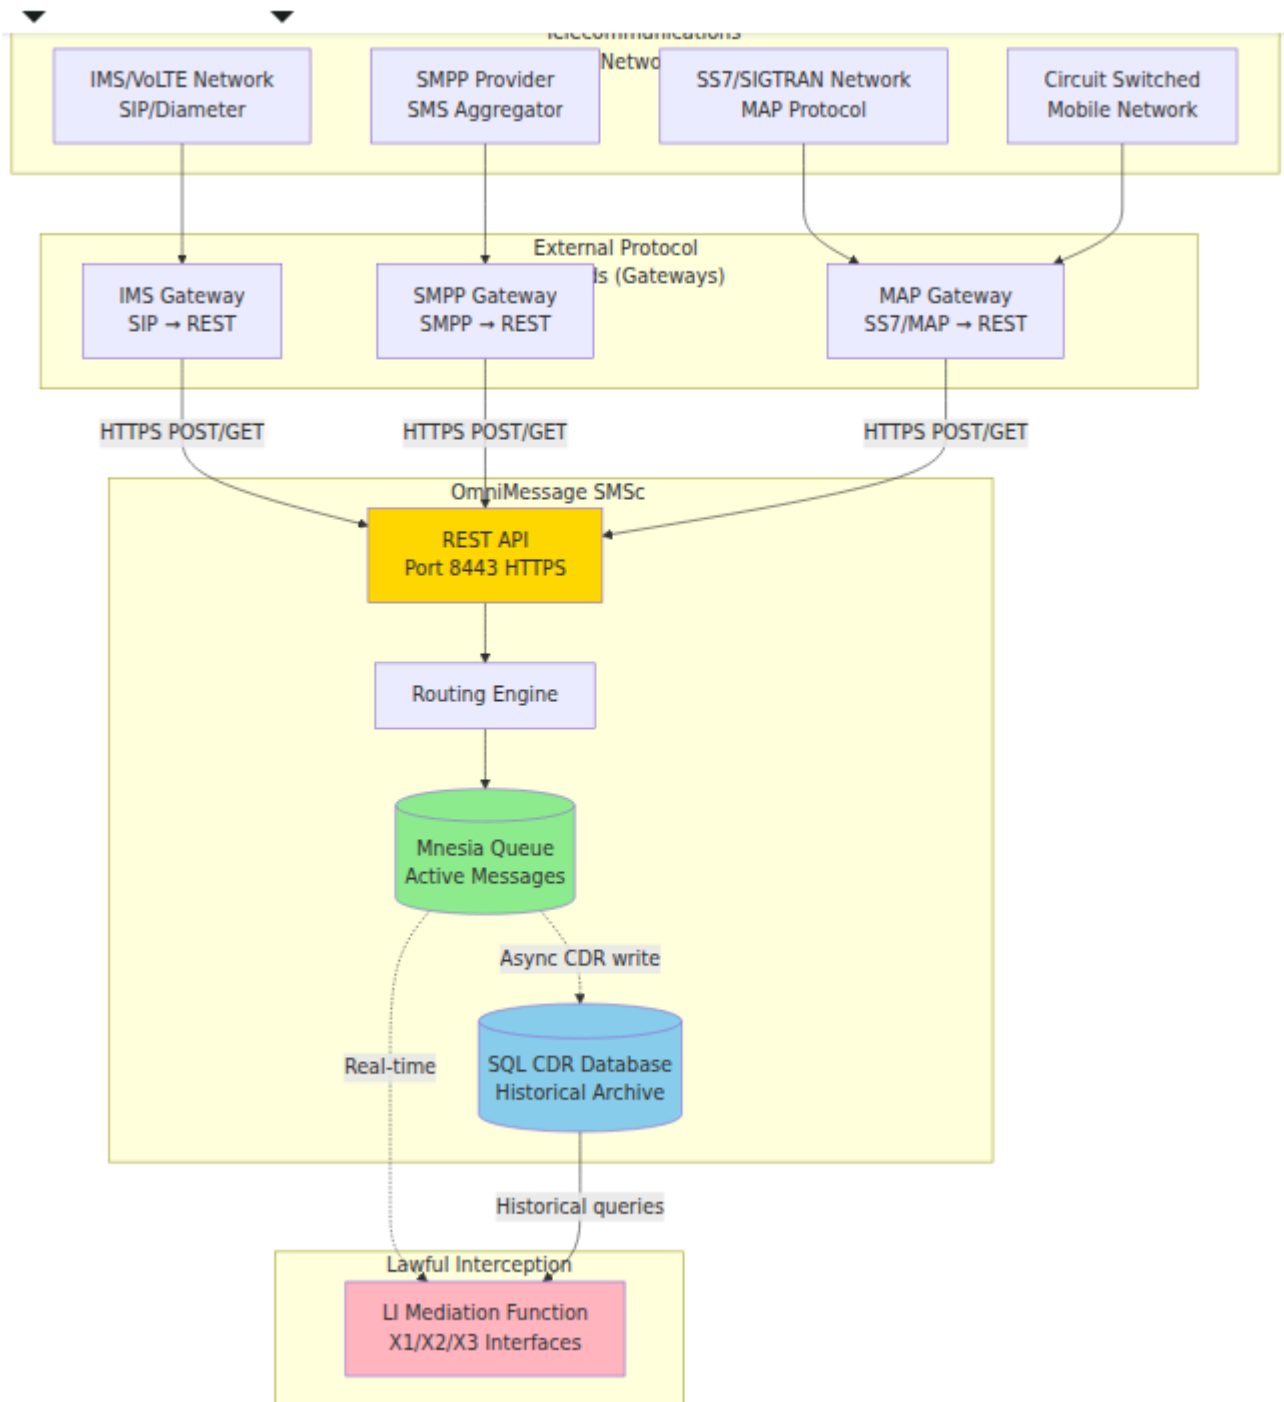 Telecommunications
Netwo
IMS/VoLTE Network
SIP/Diameter
SMPP Provider
SMS Aggregator
SS7/SIGTRAN Network
MAP Protocol
Circuit Switched
Mobile Network
External Protocol
ds (Gateways)
IMS Gateway
SIP → REST
SMPP Gateway
SMPP → REST
MAP Gateway
SS7/MAP → REST
HTTPS POST/GET
HTTPS POST/GET
HTTPS POST/GET
OmniMessage SMSc
REST API
Port 8443 HTTPS
Routing Engine
Mnesia Queue
Active Messages
Async CDR write
Real-time
SQL CDR Database
Historical Archive
Historical queries
Lawful Interception
LI Mediation Function
X1/X2/X3 Interfaces